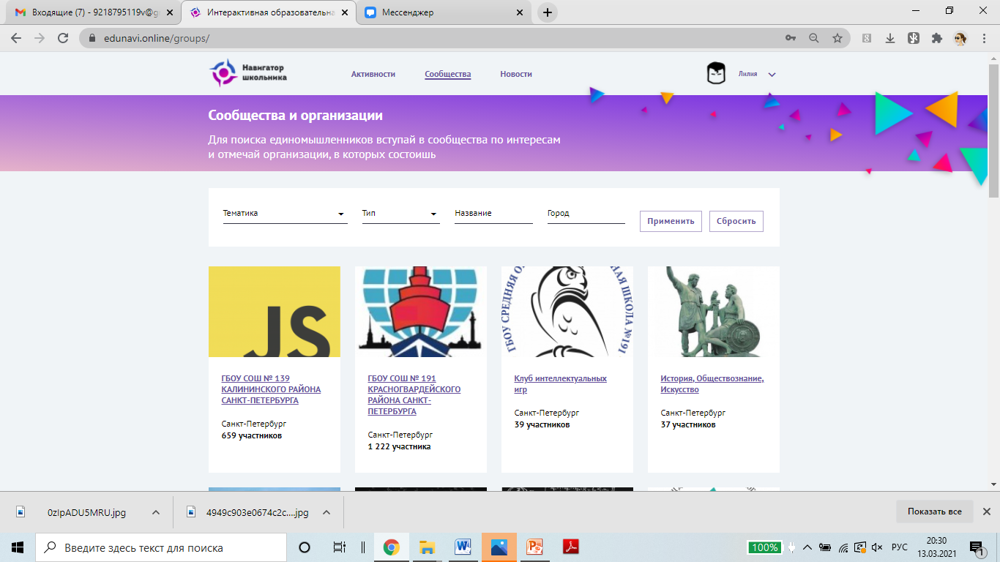 Входящие (7) - 9218795119v@g
Интерактивная образовательна
Мессенджер
edunavi.online/groups/
Навигатор
школьника
Активности
Сообщества
Новости
Лилия
Сообщества и организации
Для поиска единомышленников вступай в сообщества по интересам
и отмечай организации, в которых состоишь
Тематика
Тип
Название
Город
Применить
Сбросить
JS
ГБОУ СРЕДНЯЯ О
НАЯ ШКОЛА №191
ГБОУ СОШ № 139
КАЛИНИНСКОГО РАЙОНА
САНКТ-ПЕТЕРБУРГА
Санкт-Петербург
659 участников
ГБОУ СОШ № 191
КРАСНОГВАРДЕЙСКОГО
РАЙОНА САНКТ-
ПЕТЕРБУРГА
Санкт-Петербург
1 222 участника
Клуб интеллектуальных
игр
Санкт-Петербург
39 участников
История, Обществознание,
Искусство
Санкт-Петербург
37 участников
0zIpADU5MRU.jpg
4949c903e0674c2c....jpg
Показать все
Введите здесь текст для поиска
100%
РУС
20:30
13.03.2021
1